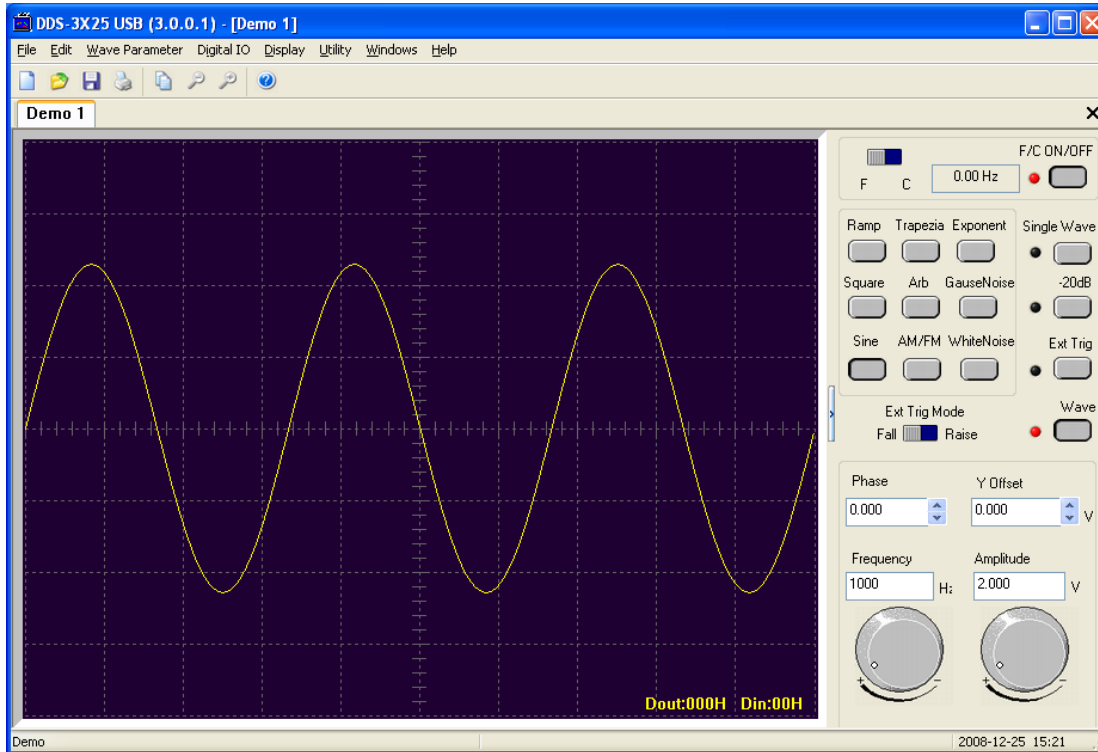 DDS-3X25 USB (3.0.0.1) - [Demo 1]
File Edit Wave Parameter Digital IO Display Utility Windows Help
Demo 1
F/C ON/OFF
F C 0.00 Hz
Ramp Trapezia Exponent Single Wave
Square Arb GauseNoise -20dB
Sine AM/FM WhiteNoise Ext Trig
Ext Trig Mode Wave
Fall Raise
Phase Y Offset
0.000 0.000 V
Frequency Amplitude
1000 Hz 2.000 V
+ - + -
Dout:000H Din:00H
Demo 2008-12-25 15:21